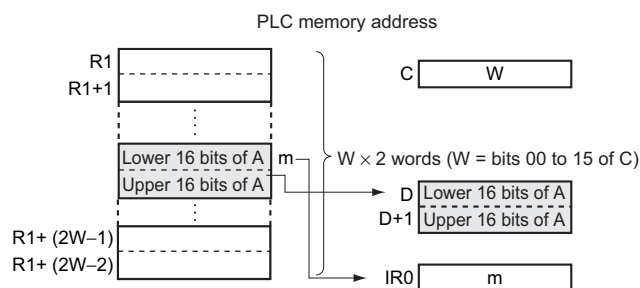 PLC memory address
R1
R1+1
C
W
Lower 16 bits of A
m
Upper 16 bits of A
W × 2 words (W = bits 00 to 15 of C)
D
Lower 16 bits of A
D+1
Upper 16 bits of A
R1+ (2W−1)
R1+ (2W−2)
IR0
m